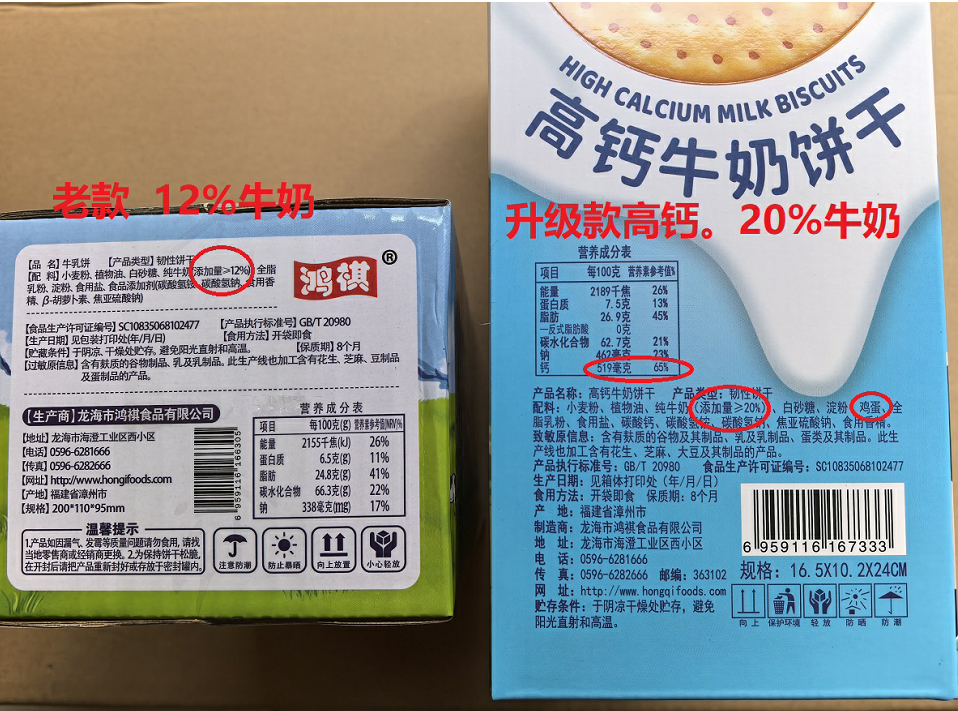 老款 12%牛奶
【品 名】牛乳饼 【产品类型】韧性饼干
【配 料】小麦粉、植物油、白砂糖、纯牛奶(添加量≥12%)、全脂
乳粉、淀粉、食用盐、食品添加剂(碳酸氢铵、碳酸氢钠、食用香
精、β-胡萝卜素、焦亚硫酸钠)
鸿祺®
【食品生产许可证编号】SC10835068102477 【产品执行标准号】GB/T 20980
【生产日期】见包装打印处(年/月/日) 【食用方法】开袋即食
【贮藏条件】于阴凉、干燥处贮存。避免阳光直射和高温。 【保质期】8个月
【过敏原信息】含有麸质的谷物制品、乳及乳制品。此生产线也加工含有花生、芝麻、豆制品
及蛋制品的产品。
【生产商】龙海市鸿祺食品有限公司
【地址】龙海市海澄工业区西小区
【电话】0596-6281666
【传真】0596-6282666
【网址】http://www.hongifoods.com
【产地】福建省漳州市
【规格】200*110*95mm
6 959116 166305
营养成分表
项目 每100克(g) 营养素参考值(NRV)%
能量 2155千焦(kJ) 26%
蛋白质 6.5克(g) 11%
脂肪 24.8克(g) 41%
碳水化合物 66.3克(g) 22%
钠 338毫克(mg) 17%
温馨提示
1.产品如因漏气、发霉等质量问题请勿食用,请找
当地零售商或经销商更换。2.为保持饼干松脆,
在开封后请把产品重新封好或存放于密封罐内。
注意防潮 防止暴晒 向上放置 小心轻放
HIGH CALCIUM MILK BISCUITS
高钙牛奶饼干
升级款高钙。20%牛奶
营养成分表
项目 每100克 营养素参考值%
能量 2189千焦 26%
蛋白质 7.5克 13%
脂肪 26.9克 45%
—反式脂肪酸 0克
碳水化合物 62.7克 21%
钠 462毫克 23%
钙 519毫克 65%
产品名称：高钙牛奶饼干 产品类型：韧性饼干
配料：小麦粉、植物油、纯牛奶(添加量≥20%)、白砂糖、淀粉、鸡蛋、全
脂乳粉、食用盐、碳酸钙、碳酸氢铵、碳酸氢钠、焦亚硫酸钠、食用香精。
致敏原信息：含有麸质的谷物及其制品、乳及乳制品、蛋类及其制品。此生
产线也加工含有花生、芝麻、大豆及其制品的产品。
产品执行标准号：GB/T 20980 食品生产许可证编号：SC10835068102477
生产日期：见箱体打印处（年/月/日）
食用方法：开袋即食 保质期：8个月
产 地：福建省漳州市
制造商：龙海市鸿祺食品有限公司
地 址：龙海市海澄工业区西小区
电 话：0596-6281666
传 真：0596-6282666 邮编：363102
网 址：http://www.hongqifoods.com
贮存条件：于阴凉干燥处贮存，避免
阳光直射和高温。
6 959116 167333
规格：16.5X10.2X24CM
向上 保护环境 轻放 防晒 防潮